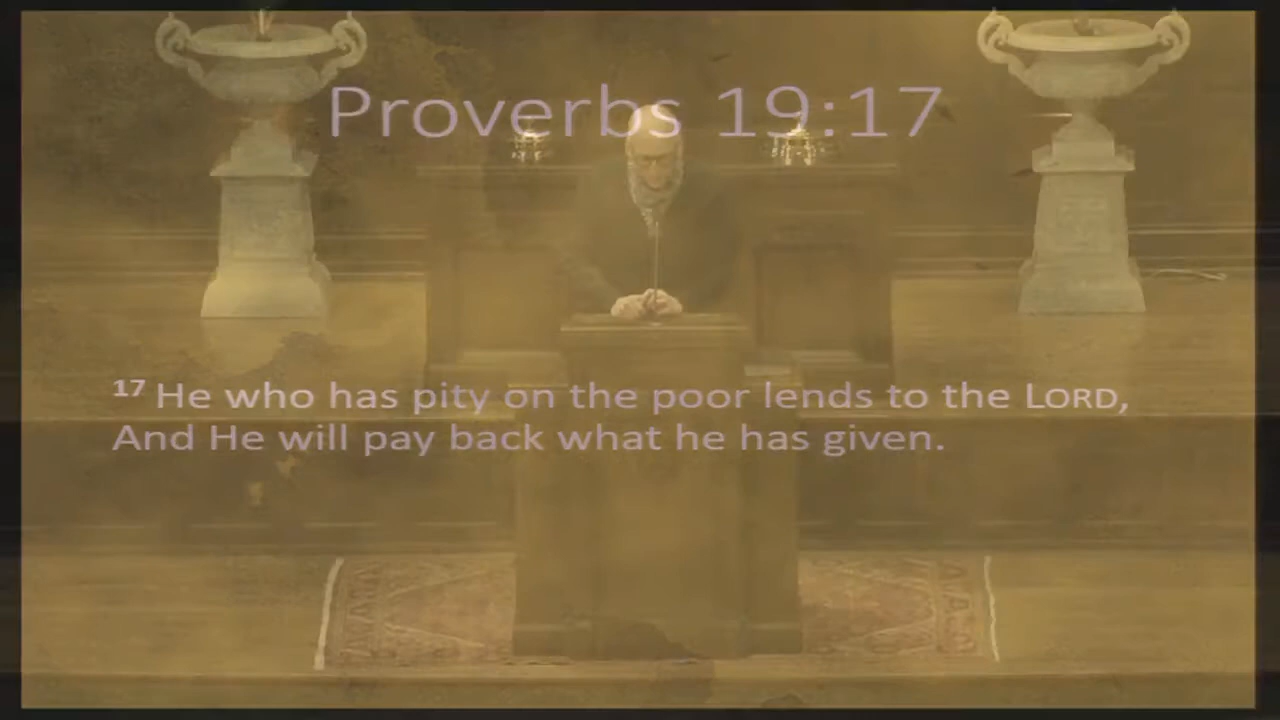 Proverbs 19:17
17 He who has pity on the poor lends to the LORD,
And He will pay back what he has given.